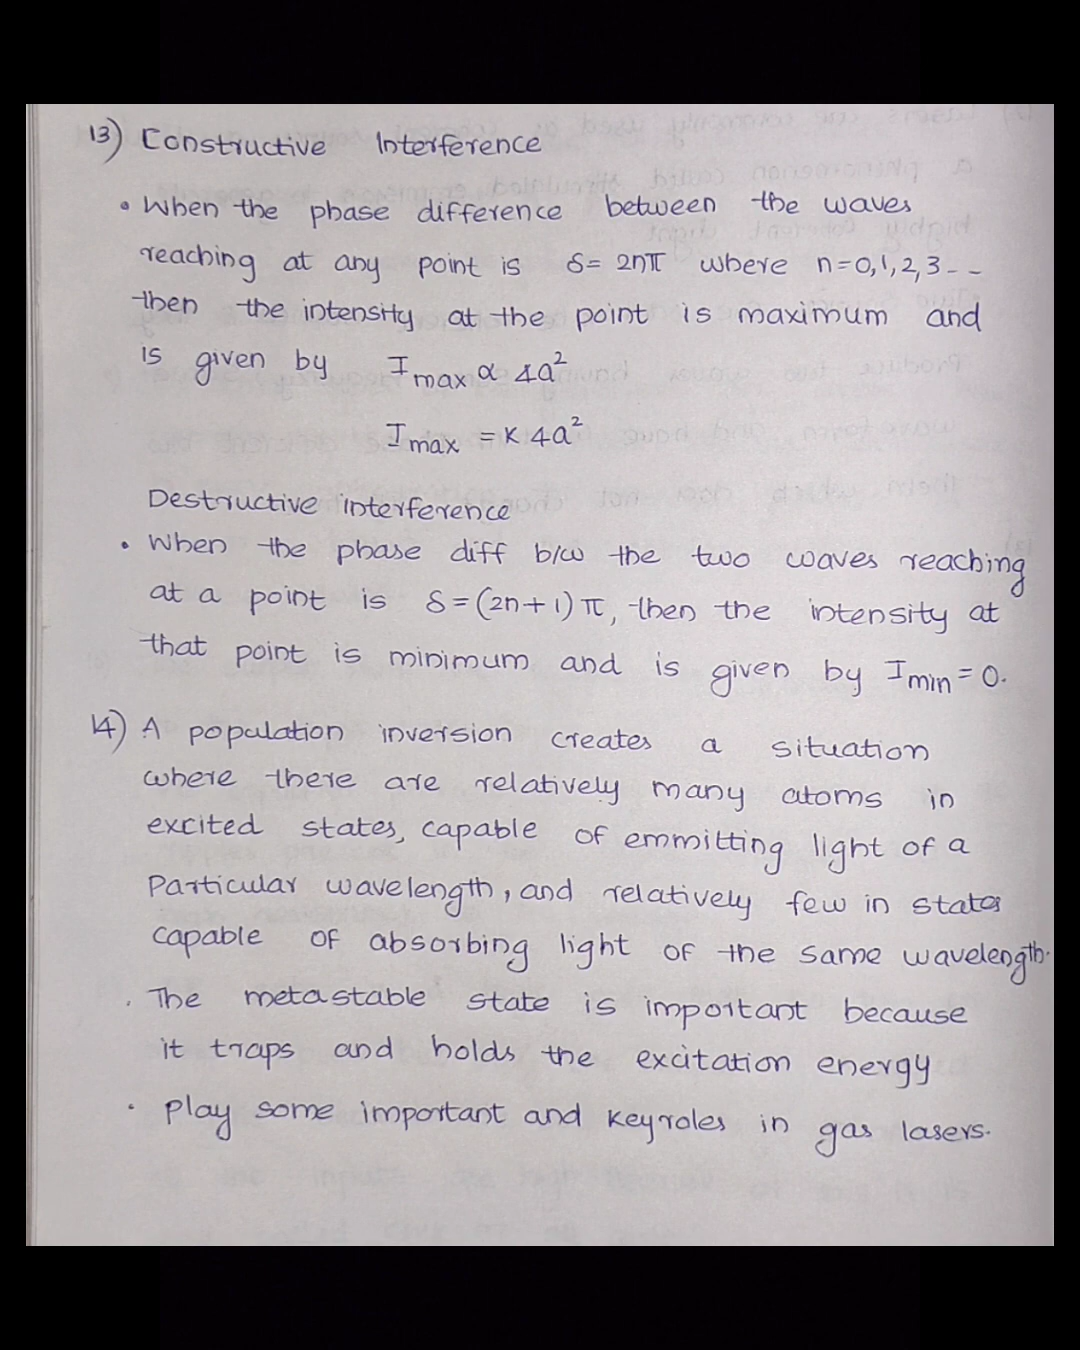 13) Constructive Interference
• When the phase difference between the waves
reaching at any point is δ= 2nπ where n=0,1,2,3--
then the intensity at the point is maximum and
is given by I max α 4a²
I max = K 4a²
Destructive interference
• When the phase diff b/w the two waves reaching
at a point is δ=(2n+1)π, then the intensity at
that point is minimum and is given by Imin=0.
14) A population inversion creates a situation
where there are relatively many atoms in
excited states, capable of emmitting light of a
Particular wavelength, and relatively few in states
capable of absorbing light of the same wavelength.
. The metastable state is important because
it traps and holds the excitation energy
• Play some important and key roles in gas lasers.